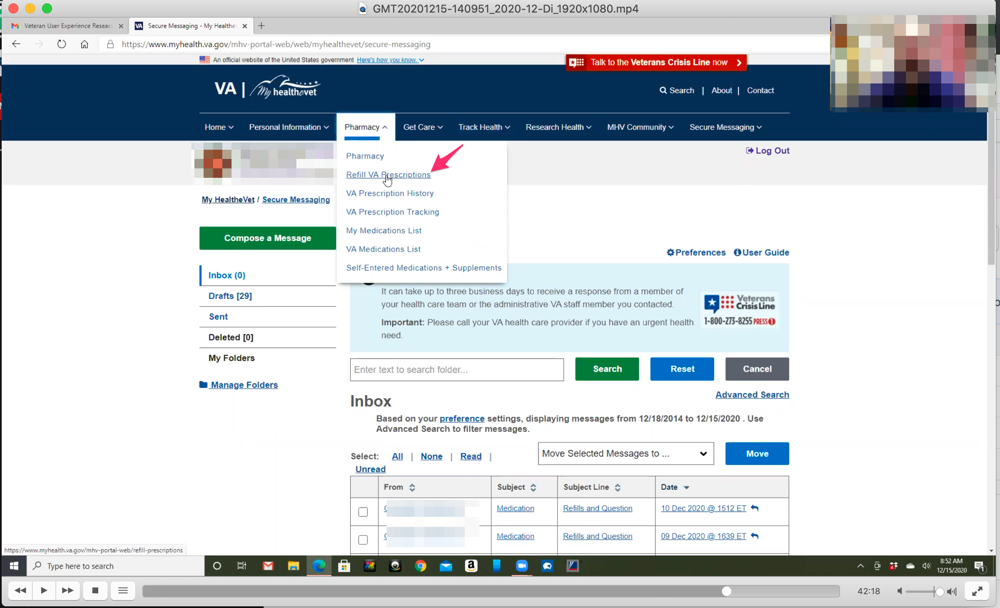 GMT20201215-140951_2020-12-Di_1920x1080.mp4
Veteran User Experience Researc
VA Secure Messaging - My Healthe
https://www.myhealth.va.gov/mhv-portal-web/web/myhealthevet/secure-messaging
An official website of the United States government Here's how you know.
Talk to the Veterans Crisis Line now
VA | My healthevet
Search | About | Contact
Home Personal Information Pharmacy Get Care Track Health Research Health MHV Community Secure Messaging
Log Out
Pharmacy
Refill VA Prescriptions
VA Prescription History
VA Prescription Tracking
My Medications List
VA Medications List
Self-Entered Medications + Supplements
My HealtheVet / Secure Messaging
Compose a Message
Inbox (0)
Drafts [29]
Sent
Deleted [0]
My Folders
Manage Folders
Preferences User Guide
It can take up to three business days to receive a response from a member of
your health care team or the administrative VA staff member you contacted.
Important: Please call your VA health care provider if you have an urgent health
need.
Veterans
Crisis Line
1-800-273-8255 PRESS 1
Enter text to search folder...
Search Reset Cancel
Advanced Search
Inbox
Based on your preference settings, displaying messages from 12/18/2014 to 12/15/2020 . Use
Advanced Search to filter messages.
Select: All | None | Read |
Unread
Move Selected Messages to ...
Move
From Subject Subject Line Date
Medication Refills and Question 10 Dec 2020 @ 1512 ET
Medication Refills and Question 09 Dec 2020 @ 1639 ET
https://www.myhealth.va.gov/mhv-portal-web/refill-prescriptions
Type here to search
8:52 AM
12/15/2020
42:18